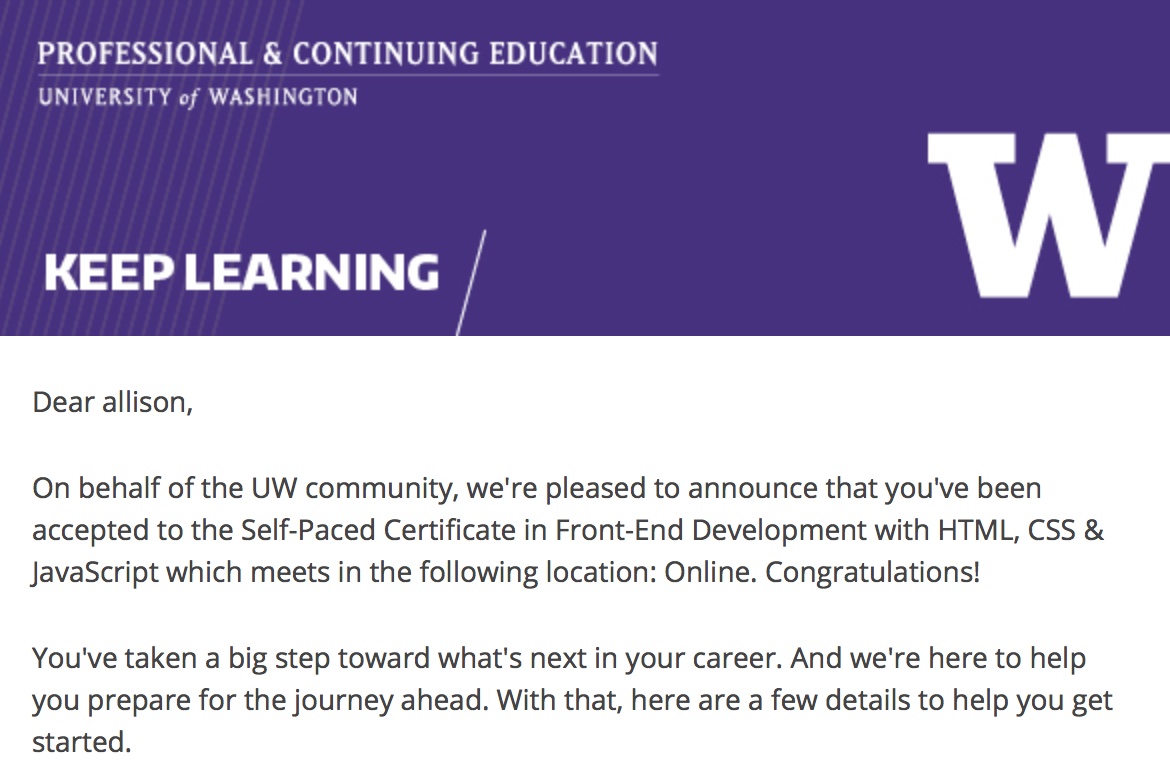 PROFESSIONAL & CONTINUING EDUCATION
UNIVERSITY of WASHINGTON
W
KEEP LEARNING
Dear allison,
On behalf of the UW community, we're pleased to announce that you've been
accepted to the Self-Paced Certificate in Front-End Development with HTML, CSS &
JavaScript which meets in the following location: Online. Congratulations!
You've taken a big step toward what's next in your career. And we're here to help
you prepare for the journey ahead. With that, here are a few details to help you get
started.